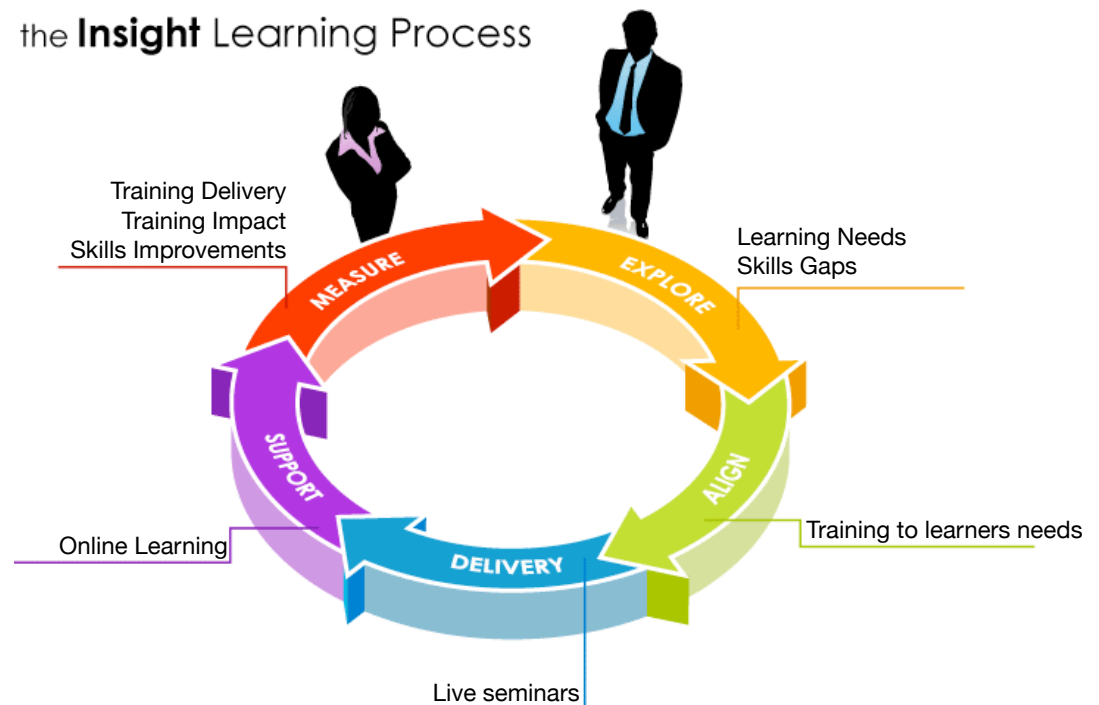 the Insight Learning Process
Training Delivery
Training Impact
Skills Improvements
MEASURE
EXPLORE
Learning Needs
Skills Gaps
ALIGN
Training to learners needs
DELIVERY
Live seminars
SUPPORT
Online Learning